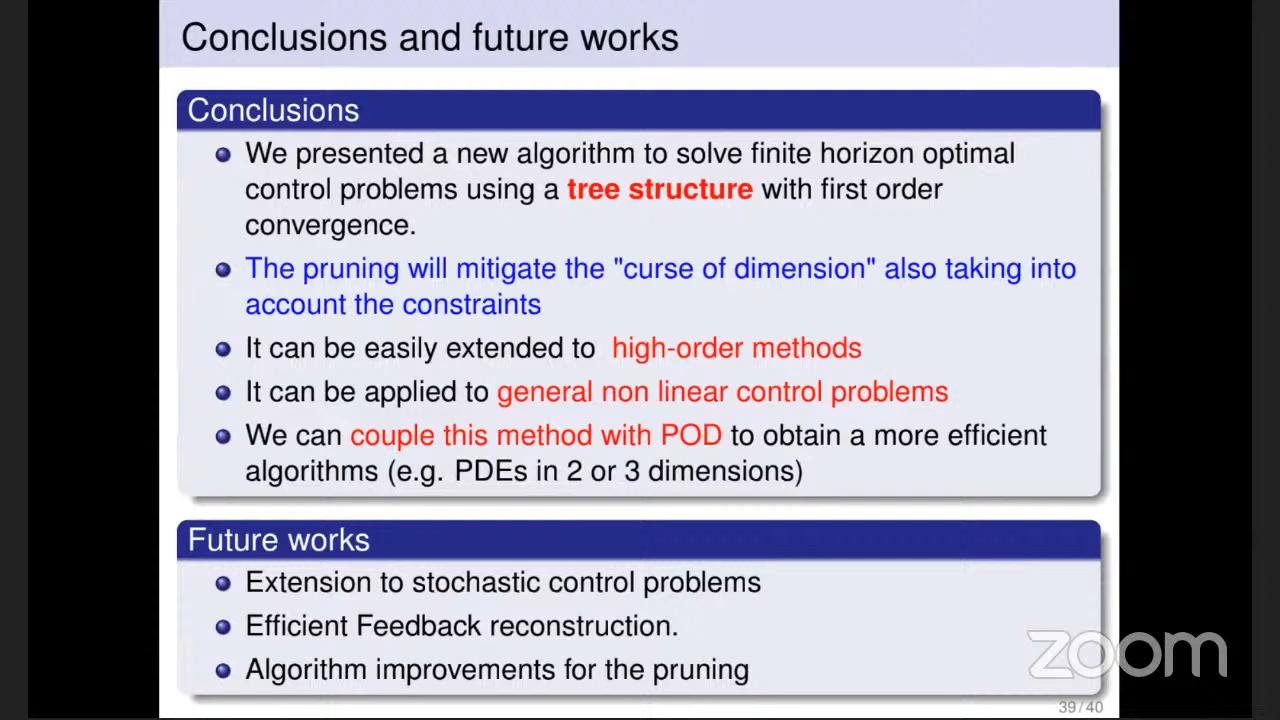 Conclusions and future works
Conclusions
We presented a new algorithm to solve finite horizon optimal
control problems using a tree structure with first order
convergence.
The pruning will mitigate the "curse of dimension" also taking into
account the constraints
It can be easily extended to high-order methods
It can be applied to general non linear control problems
We can couple this method with POD to obtain a more efficient
algorithms (e.g. PDEs in 2 or 3 dimensions)
Future works
Extension to stochastic control problems
Efficient Feedback reconstruction.
Algorithm improvements for the pruning
zoom
39 / 40